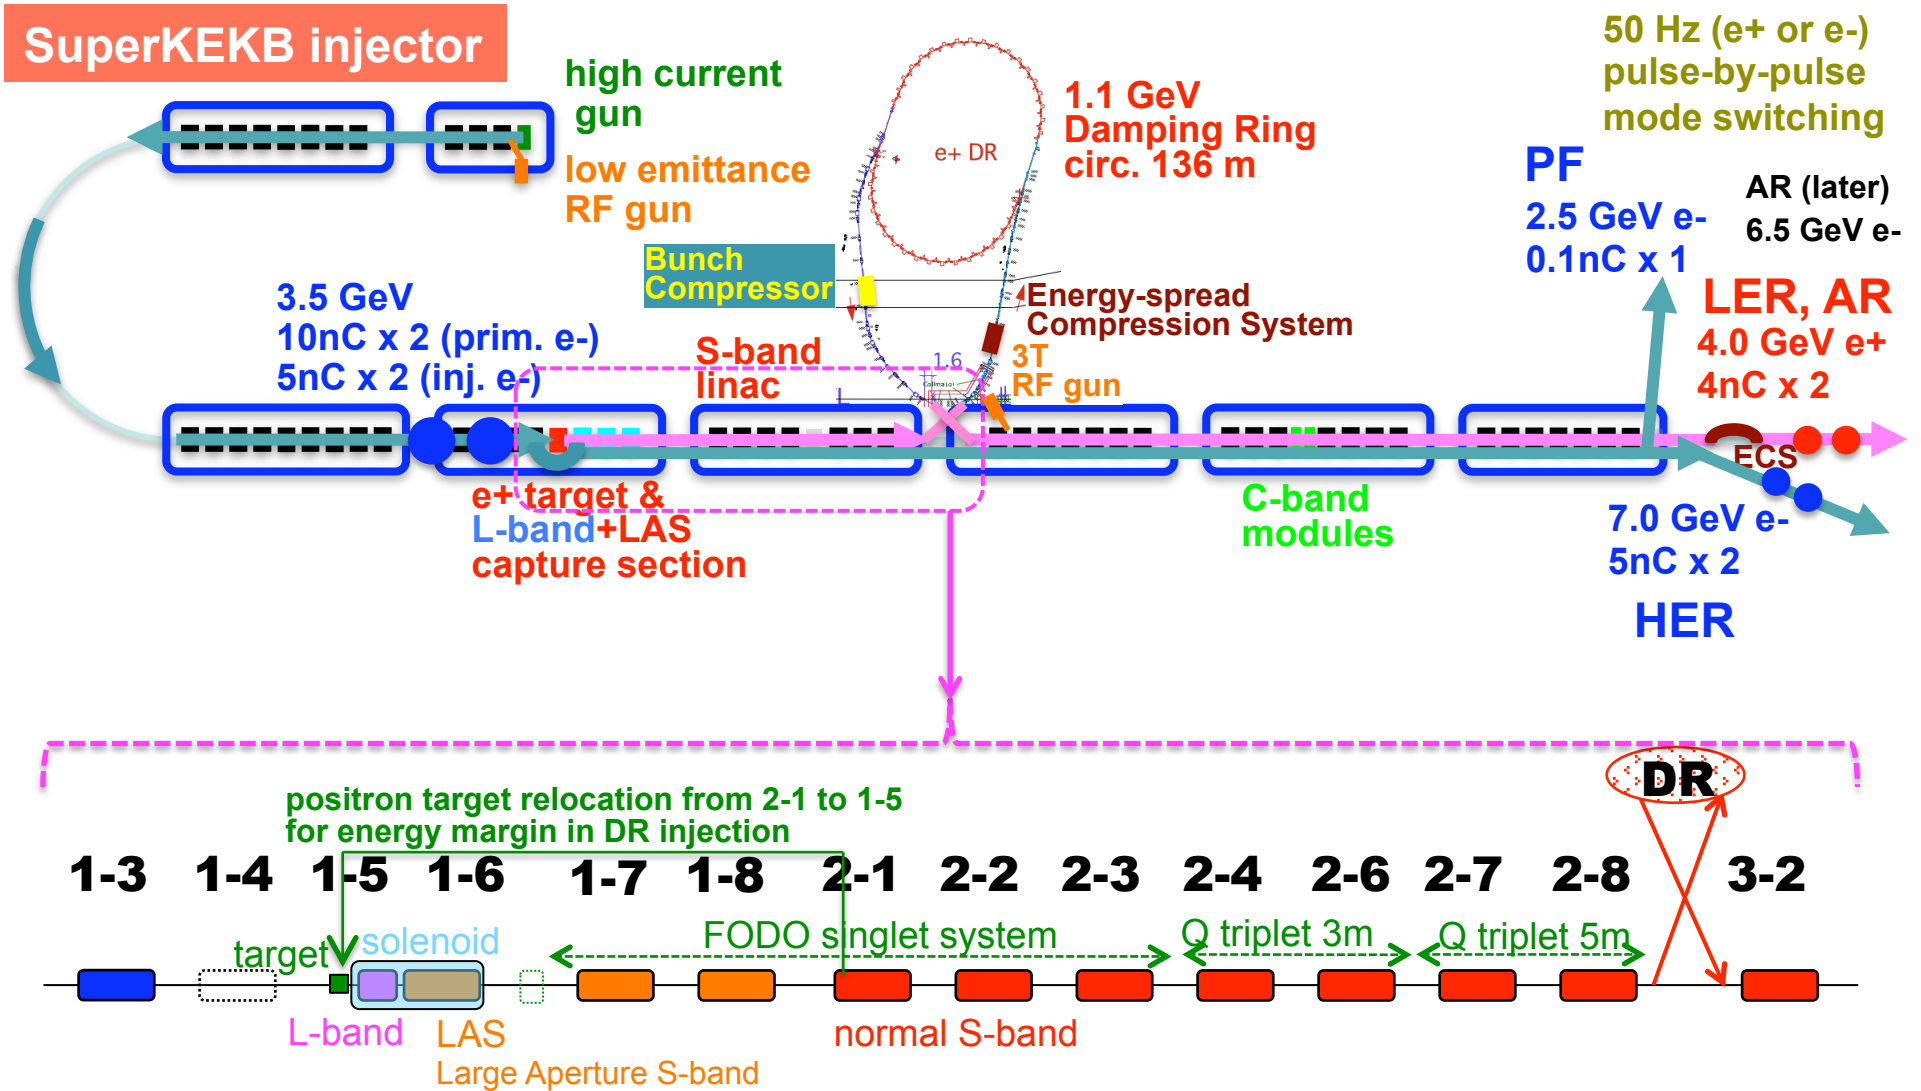 SuperKEKB injector
high current
gun
low emittance
RF gun
e+ DR
1.1 GeV
Damping Ring
circ. 136 m
50 Hz (e+ or e-)
pulse-by-pulse
mode switching
PF
2.5 GeV e-
0.1nC x 1
AR (later)
6.5 GeV e-
LER, AR
4.0 GeV e+
4nC x 2
Bunch
Compressor
Energy-spread
Compression System
3.5 GeV
10nC x 2 (prim. e-)
5nC x 2 (inj. e-)
S-band
linac
1.6
3T
RF gun
ECS
e+ target &
L-band+LAS
capture section
C-band
modules
7.0 GeV e-
5nC x 2
HER
DR
positron target relocation from 2-1 to 1-5
for energy margin in DR injection
1-3 1-4 1-5 1-6 1-7 1-8 2-1 2-2 2-3 2-4 2-6 2-7 2-8 3-2
target solenoid FODO singlet system Q triplet 3m Q triplet 5m
L-band LAS normal S-band
Large Aperture S-band